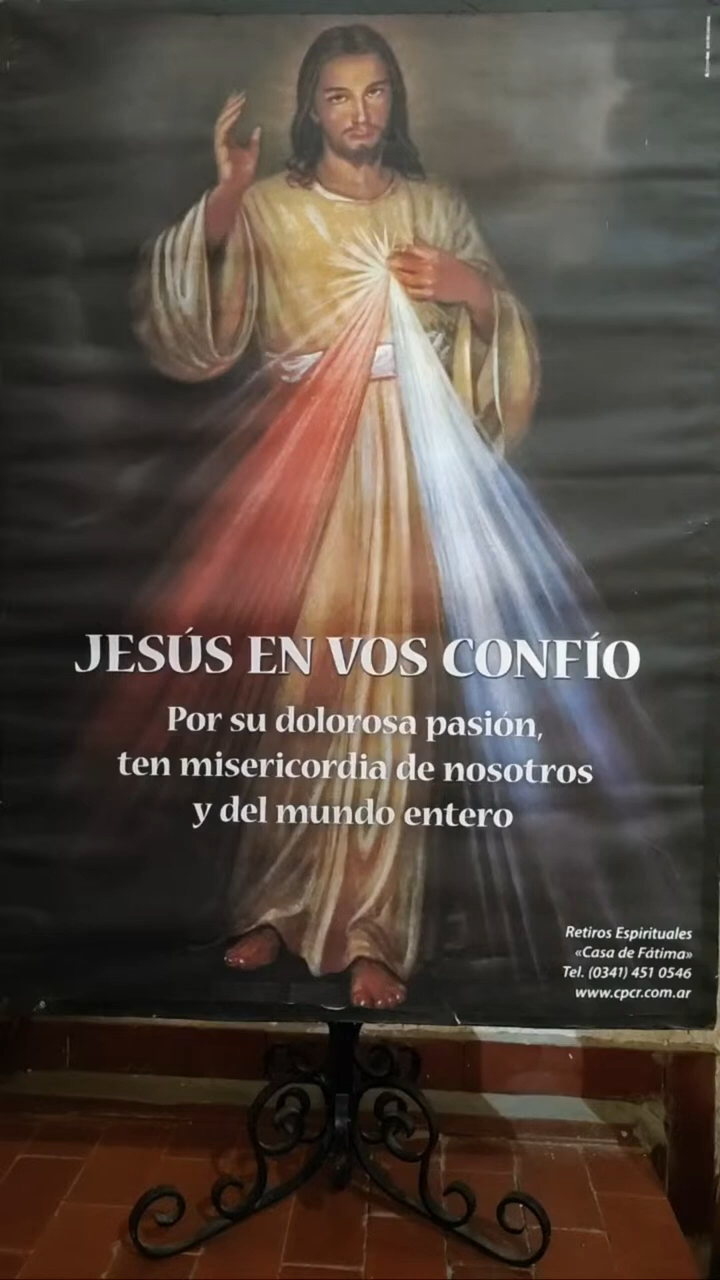 JESÚS EN VOS CONFÍO
Por su dolorosa pasión,
ten misericordia de nosotros
y del mundo entero
Retiros Espirituales
«Casa de Fátima»
Tel. (0341) 451 0546
www.cpcr.com.ar